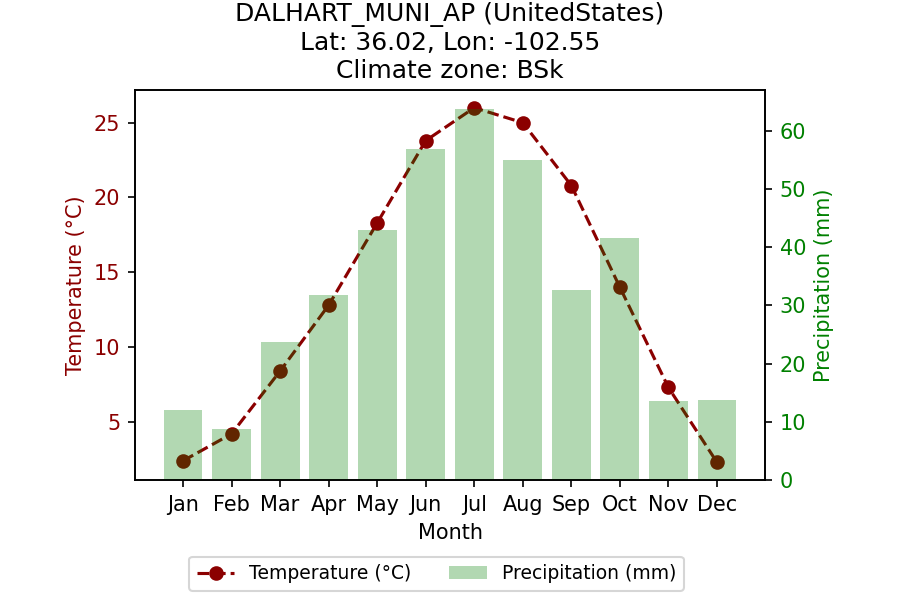 DALHART_MUNI_AP (UnitedStates)
Lat: 36.02, Lon: -102.55
Climate zone: BSk
Temperature (°C)
25
20
15
10
5
Precipitation (mm)
60
50
40
30
20
10
0
Jan Feb Mar Apr May Jun Jul Aug Sep Oct Nov Dec
Month
Temperature (°C) Precipitation (mm)